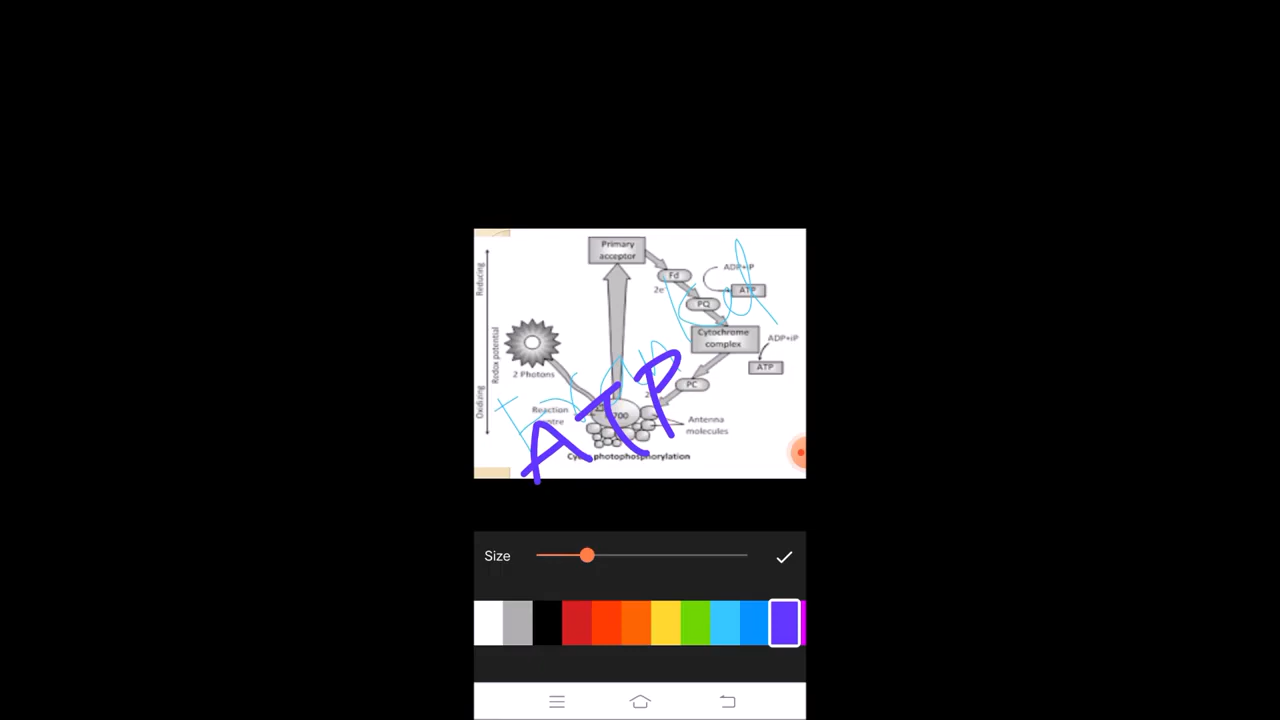 Primary
acceptor
Reducing
Redox potential
Oxidizing
Fd
2e
ADP+iP
ATP
PQ
Cytochrome
complex
ADP+iP
ATP
2 Photons
PC
Reaction
700
Antenna
molecules
photophosphorylation
ATP
Size